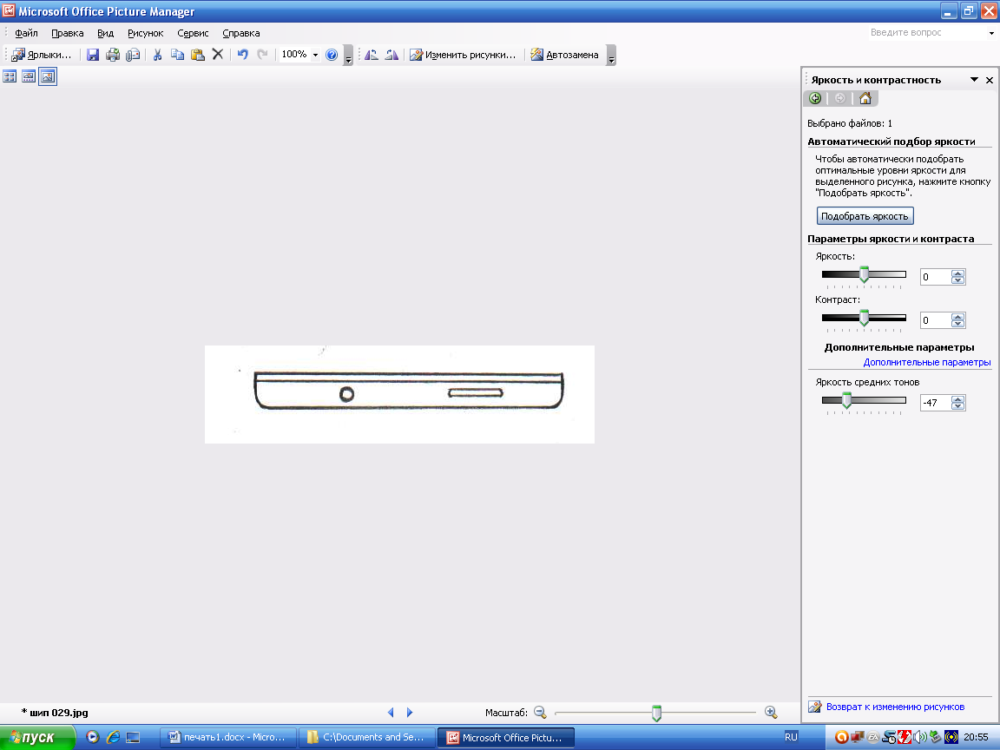 Microsoft Office Picture Manager
Файл Правка Вид Рисунок Сервис Справка Введите вопрос
Ярлыки... 100% Изменить рисунки... Автозамена
Яркость и контрастность
Выбрано файлов: 1
Автоматический подбор яркости
Чтобы автоматически подобрать
оптимальные уровни яркости для
выделенного рисунка, нажмите кнопку
"Подобрать яркость".
Подобрать яркость
Параметры яркости и контраста
Яркость:
0
Контраст:
0
Дополнительные параметры
Дополнительные параметры
Яркость средних тонов
-47
Возврат к изменению рисунков
* шип 029.jpg Масштаб:
пуск печать1.docx - Micro... C:\Documents and Se... Microsoft Office Pictu... RU 20:55